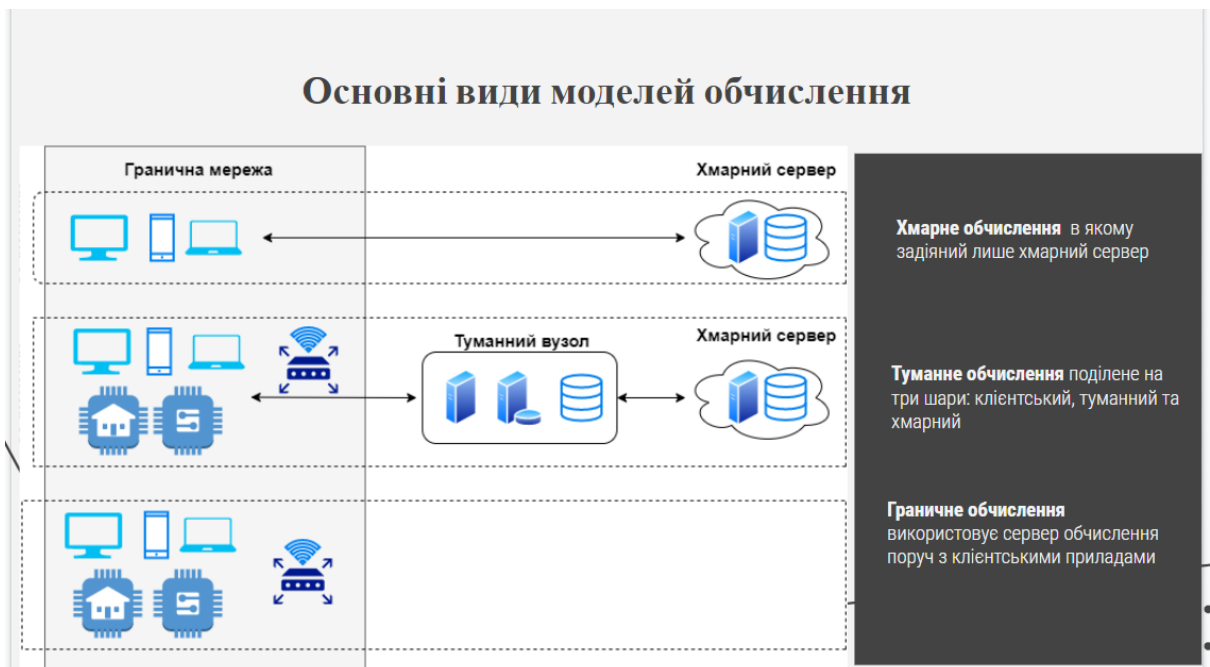 Основні види моделей обчислення
Гранична мережа
Хмарний сервер
Хмарне обчислення в якому
задіяний лише хмарний сервер
Туманний вузол
Хмарний сервер
Туманне обчислення поділене на
три шари: клієнтський, туманний та
хмарний
Граничне обчислення
використовує сервер обчислення
поруч з клієнтськими приладами